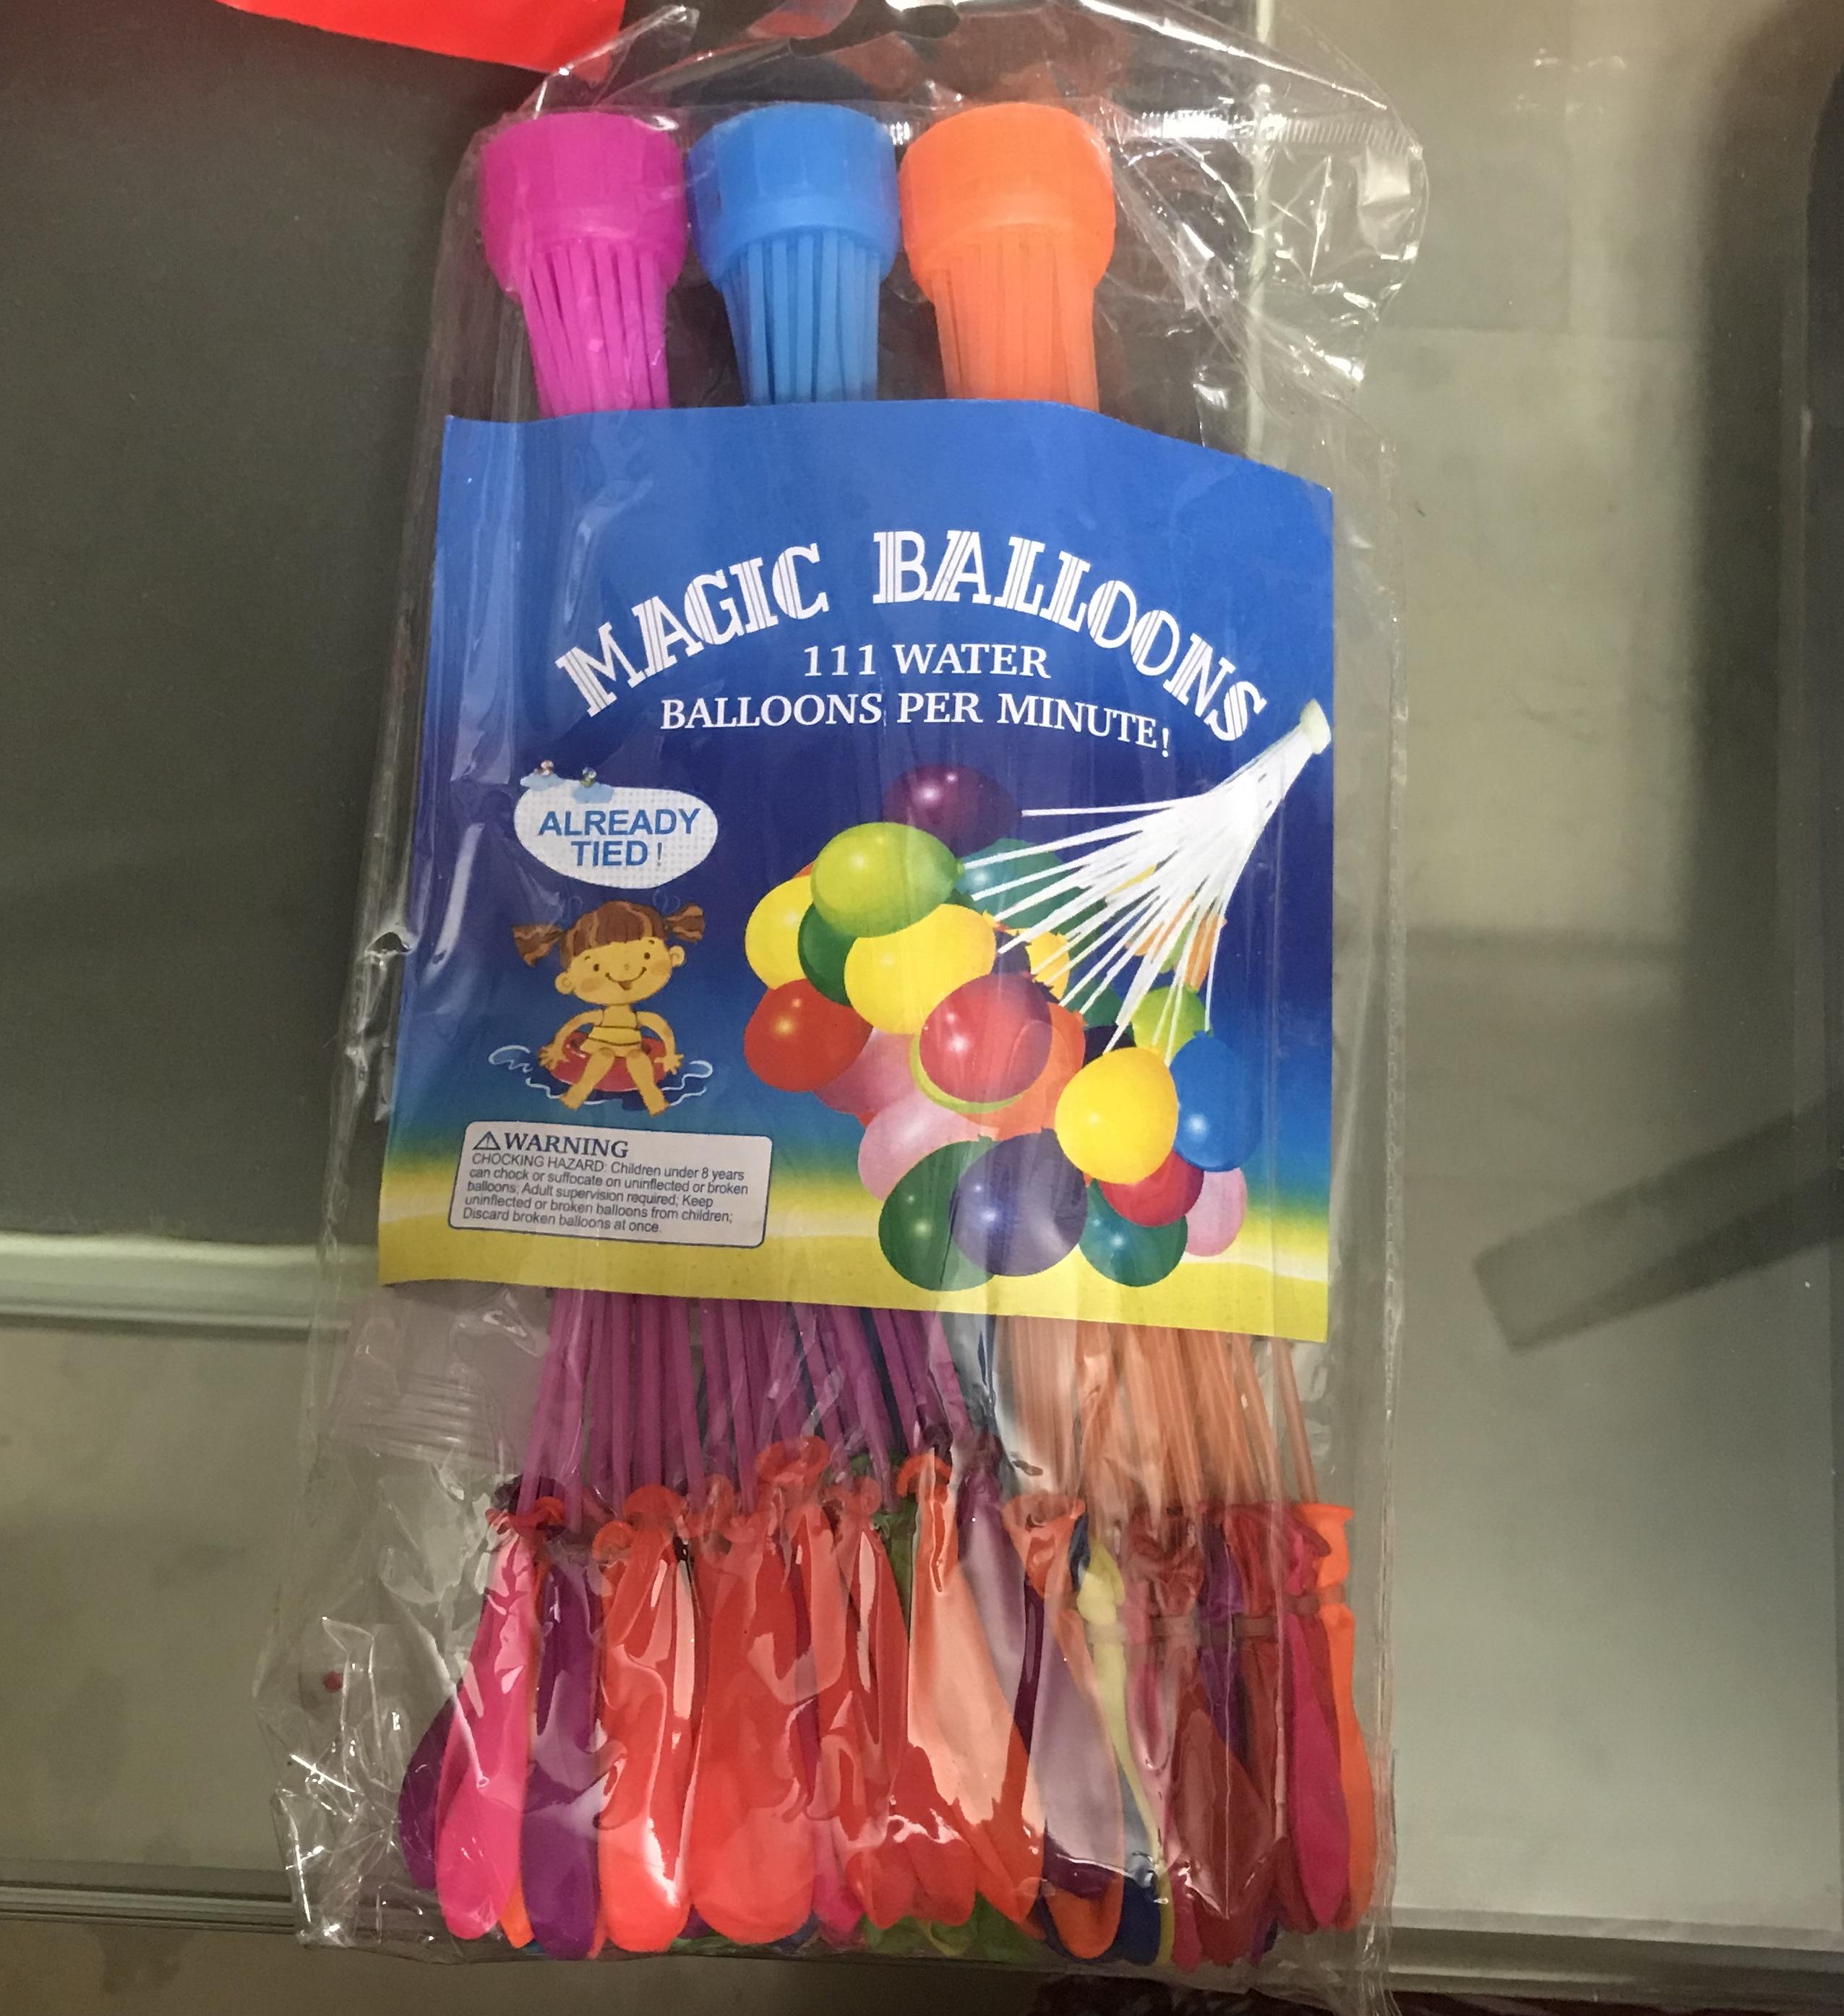 MAGIC BALLOONS
111 WATER
BALLOONS PER MINUTE!
ALREADY
TIED!
WARNING
CHOCKING HAZARD: Children under 8 years
can chock or suffocate on uninflected or broken
balloons; Adult supervision required; Keep
uninflected or broken balloons from children;
Discard broken balloons at once.